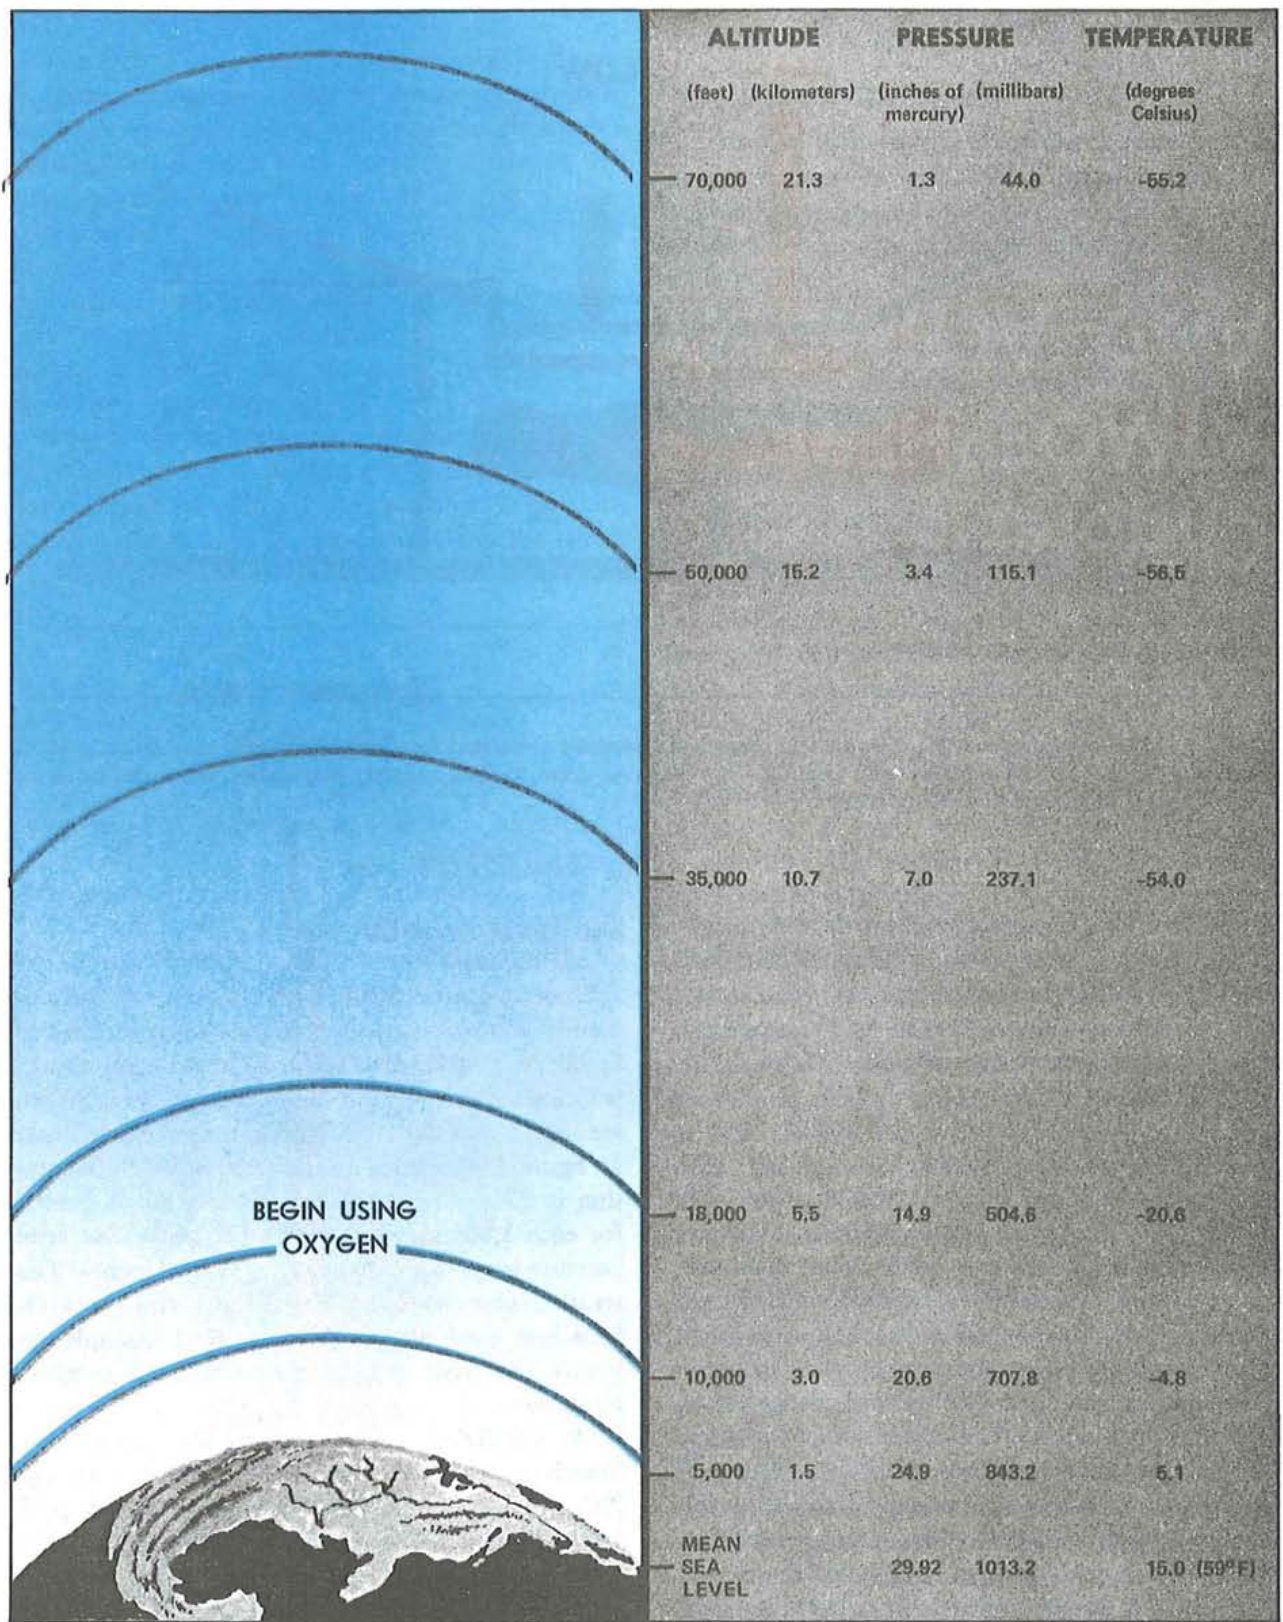 ALTITUDE PRESSURE TEMPERATURE
(feet) (kilometers) (inches of mercury) (millibars) (degrees Celsius)
70,000 21.3 1.3 44.0 -55.2
50,000 15.2 3.4 115.1 -56.5
35,000 10.7 7.0 237.1 -54.0
18,000 5.5 14.9 504.6 -20.6
BEGIN USING
OXYGEN
10,000 3.0 20.6 707.8 -4.8
5,000 1.5 24.9 843.2 5.1
MEAN
SEA 29.92 1013.2 15.0 (59°F)
LEVEL